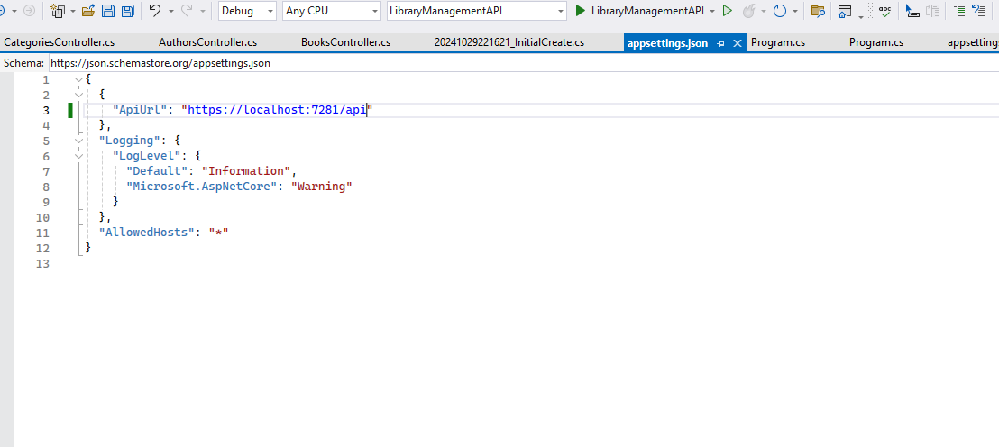 Debug Any CPU LibraryManagementAPI LibraryManagementAPI abc
CategoriesController.cs AuthorsController.cs BooksController.cs 20241029221621_InitialCreate.cs appsettings.json Program.cs Program.cs appsetting
Schema: https://json.schemastore.org/appsettings.json
1 {
2 {
3 "ApiUrl": "https://localhost:7281/api"
4 },
5 "Logging": {
6 "LogLevel": {
7 "Default": "Information",
8 "Microsoft.AspNetCore": "Warning"
9 }
10 },
11 "AllowedHosts": "*"
12 }
13